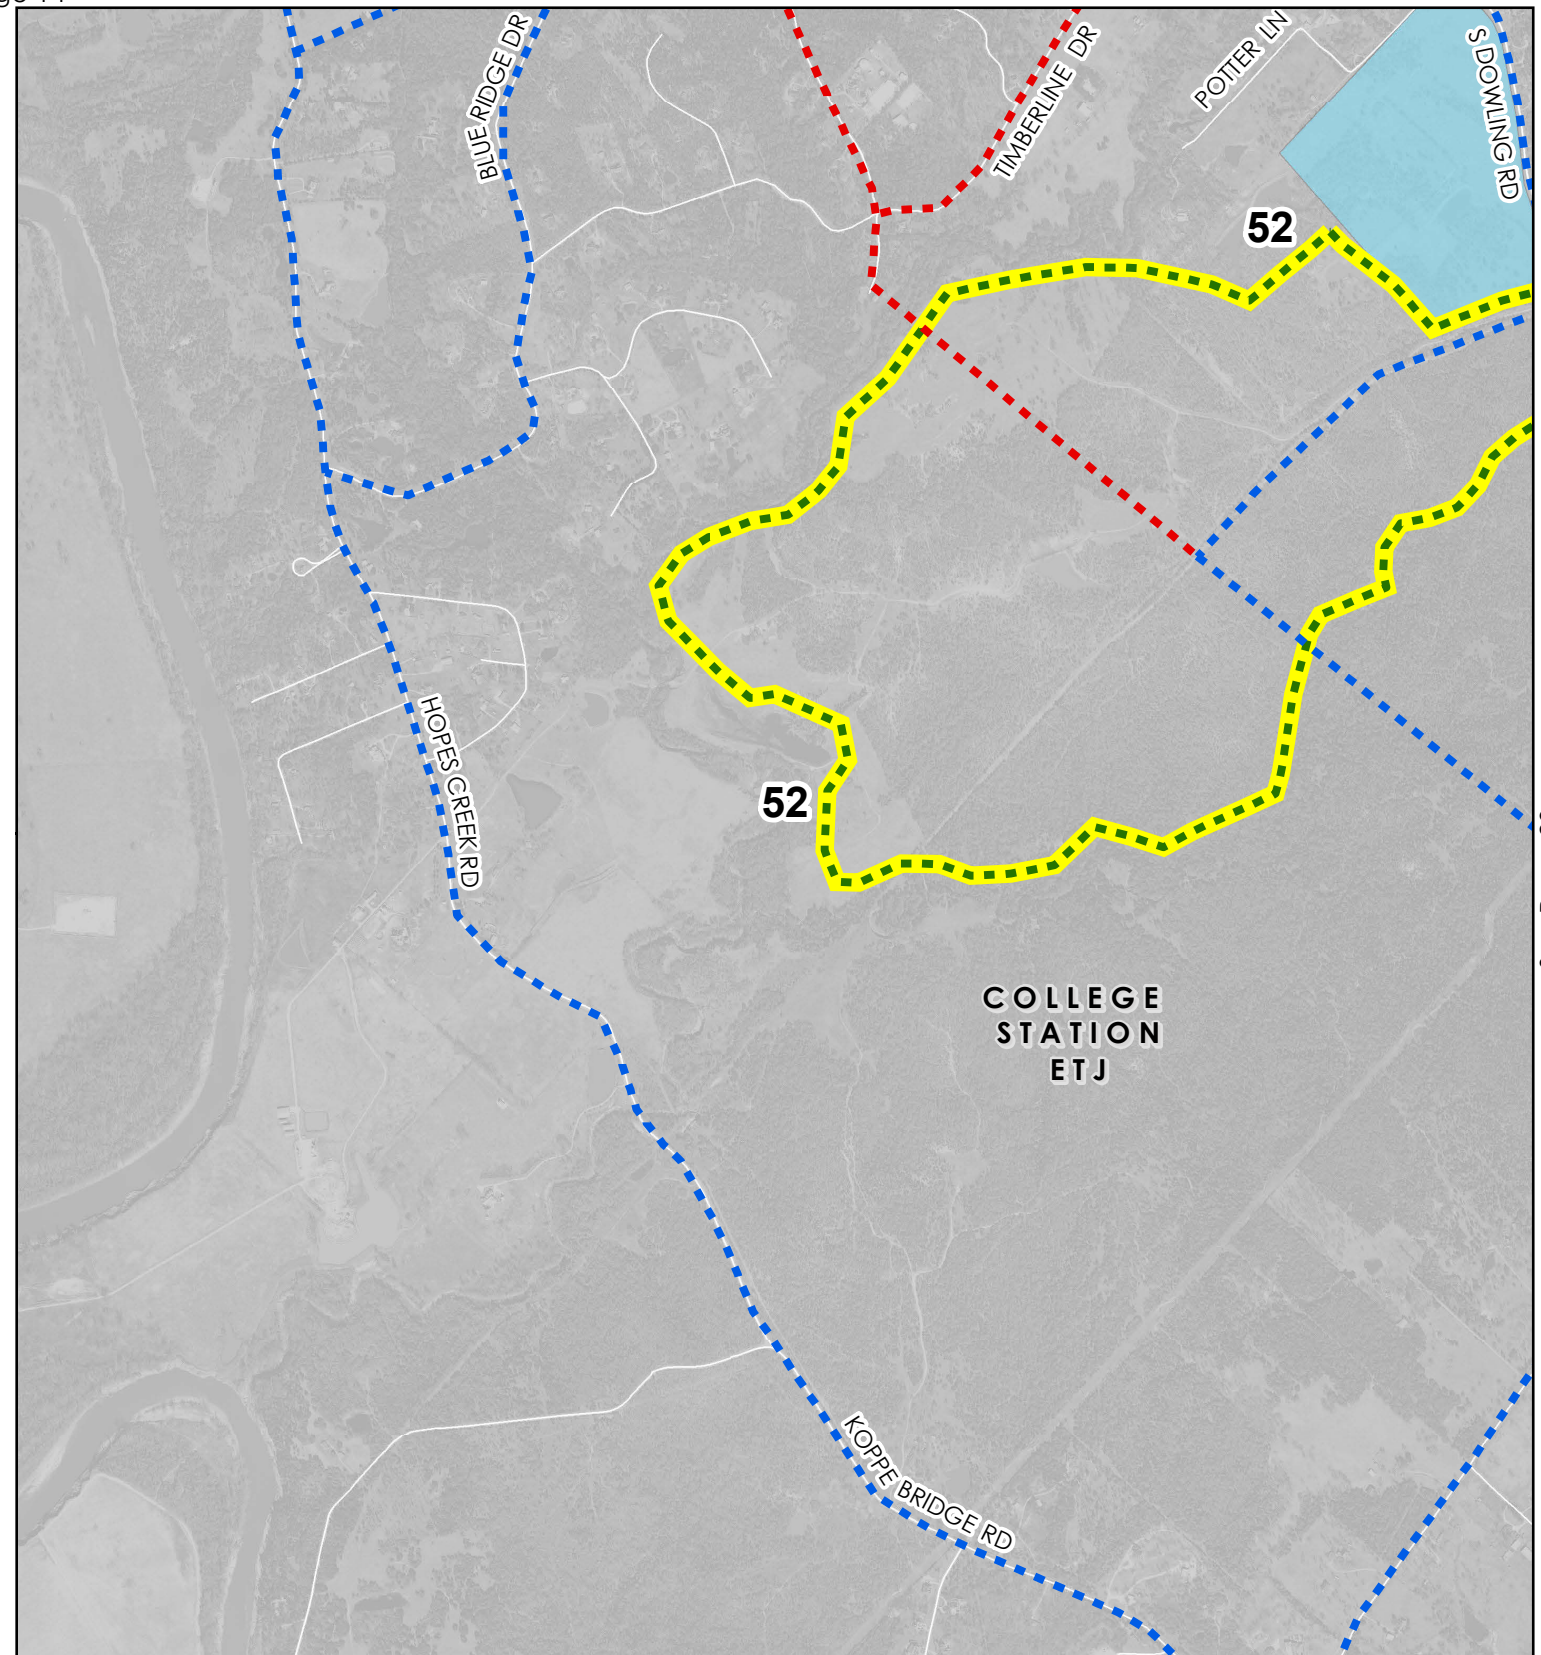 BLUE RIDGE DR
TIMBERLINE DR
POTTER LN
S DOWLING RD
52
HOPES CREEK RD
52
COLLEGE
STATION
ETJ
KOPPE BRIDGE RD